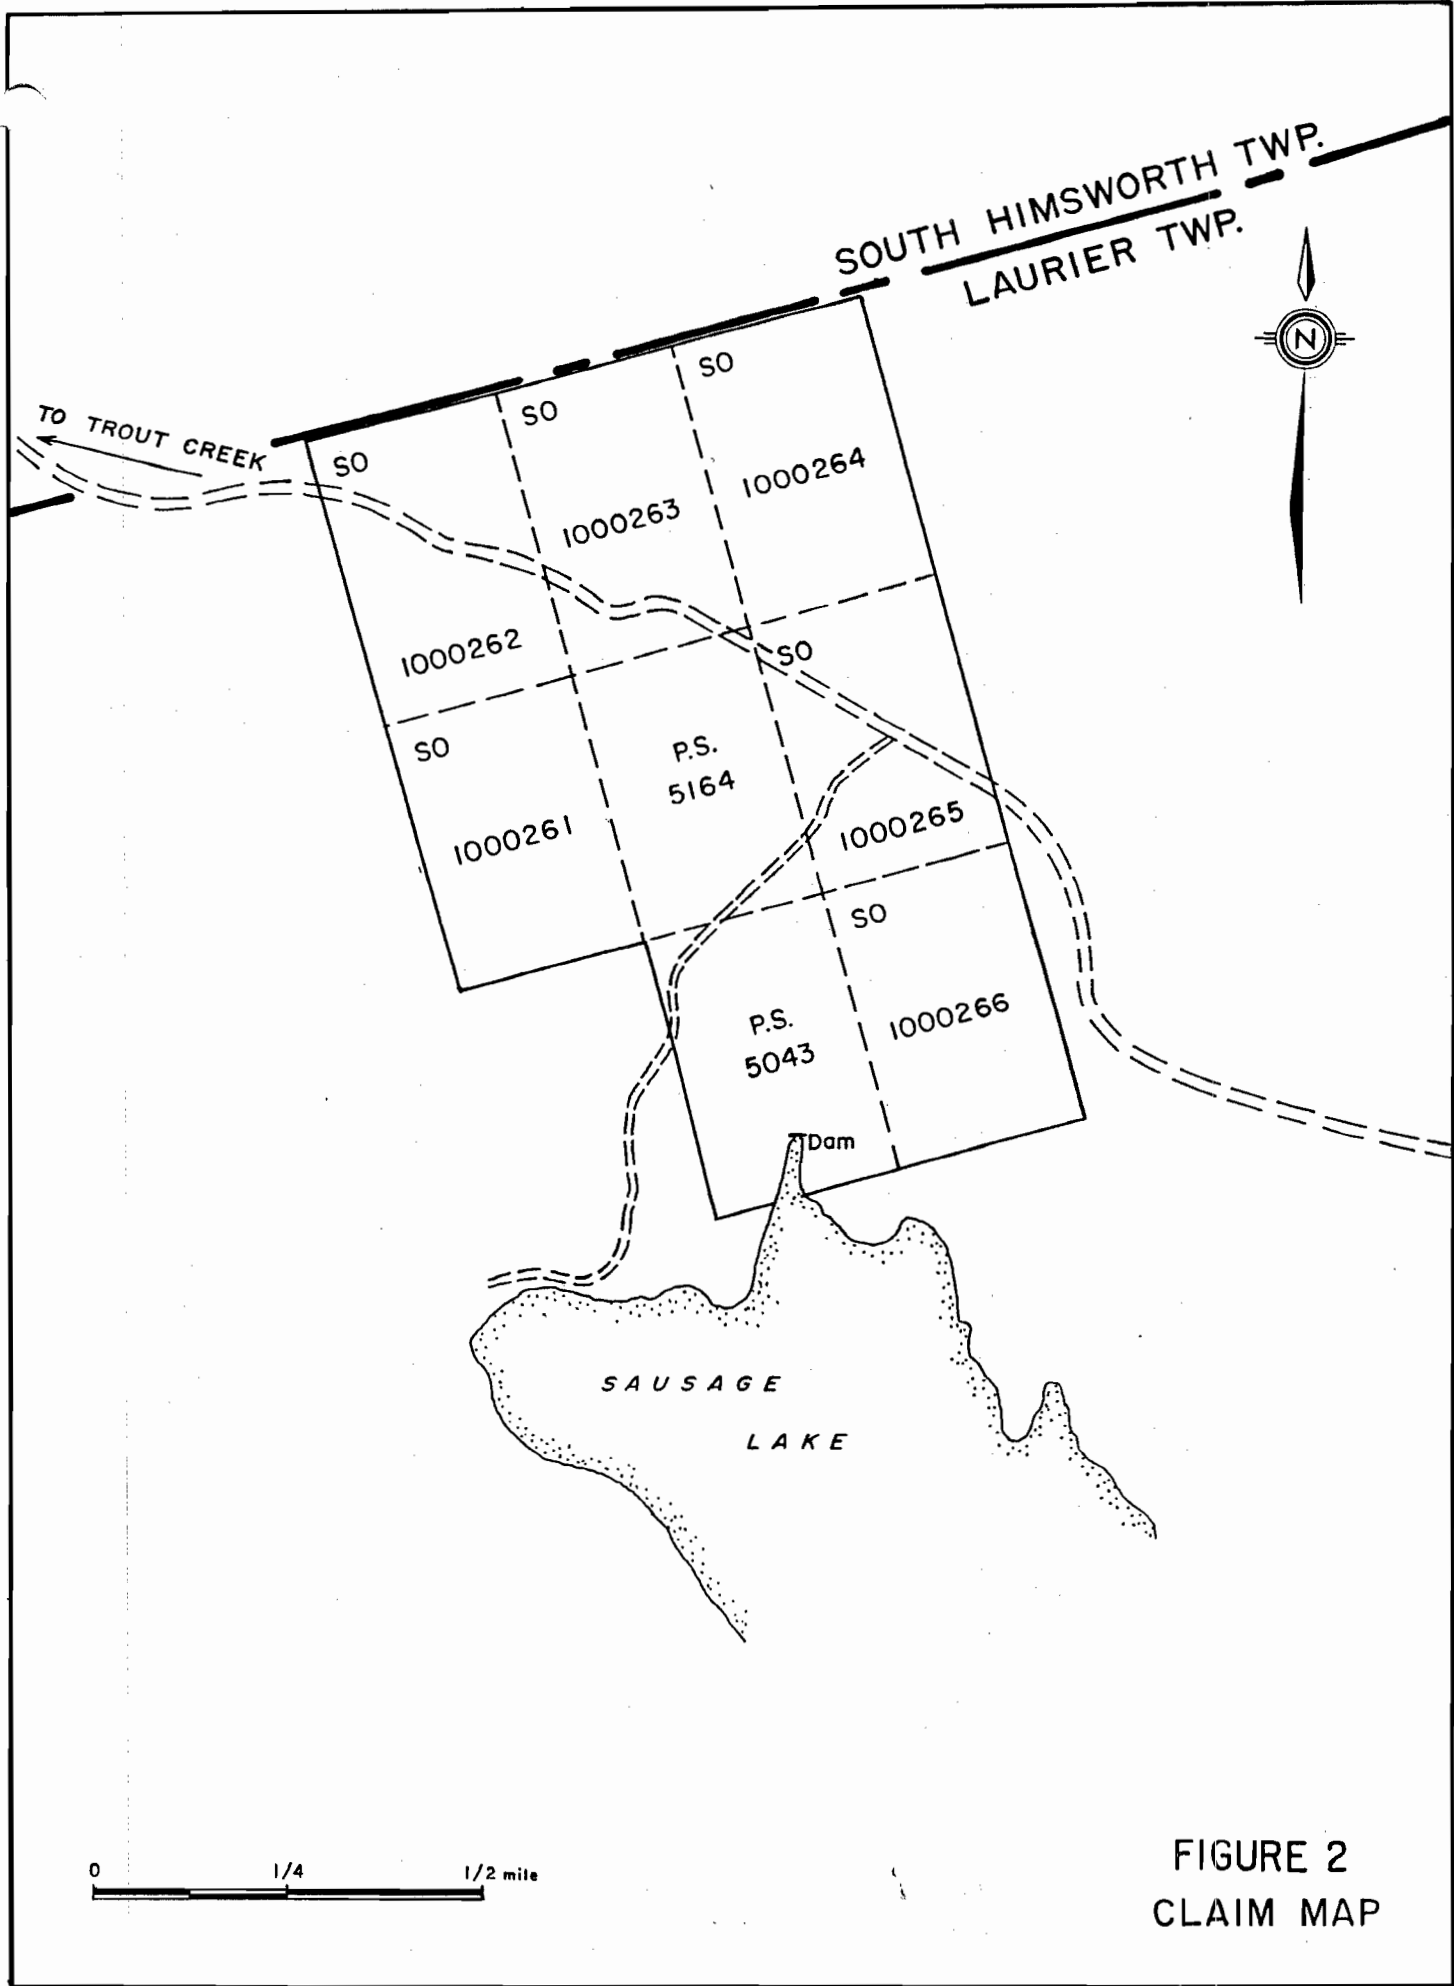 SOUTH HIMSWORTH TWP.
LAURIER TWP.
N
TO TROUT CREEK
SO
SO
SO
1000264
1000263
1000262
SO
SO
P.S.
5164
1000261
1000265
SO
P.S.
5043
1000266
Dam
SAUSAGE
LAKE
0 1/4 1/2 mile
FIGURE 2
CLAIM MAP